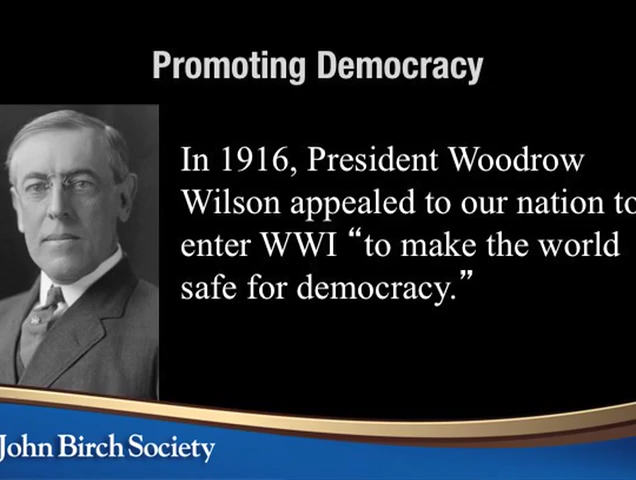 Promoting Democracy
In 1916, President Woodrow
Wilson appealed to our nation to
enter WWI “to make the world
safe for democracy.”
John Birch Society